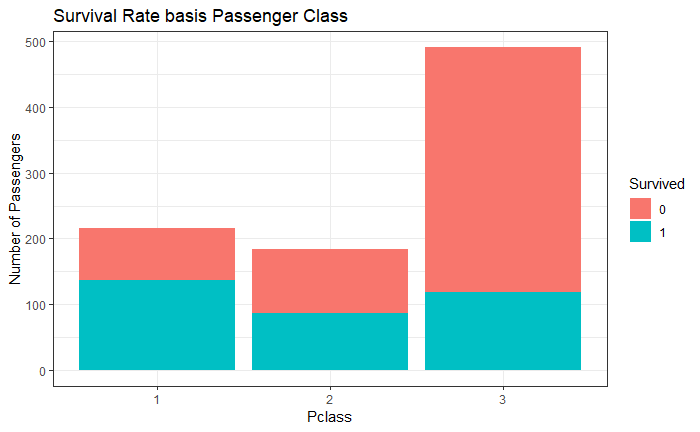 Survival Rate basis Passenger Class
Number of Passengers
500
400
300
200
100
0
1
2
3
Pclass
Survived
0
1